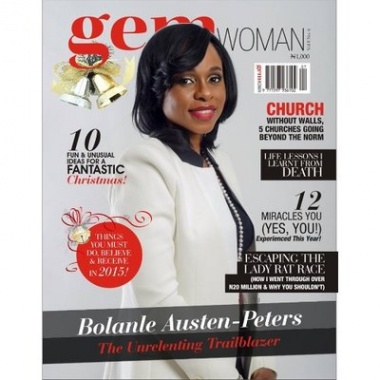 gem
WOMAN
₦1,000
CHURCH
WITHOUT WALLS,
5 CHURCHES GOING
BEYOND THE NORM
10
FUN & UNUSUAL
IDEAS FOR A
FANTASTIC
Christmas!
LIFE LESSONS I
LEARNT FROM
DEATH
12
MIRACLES YOU
(YES, YOU!)
Experienced This Year!
THINGS YOU
MUST DO,
BELIEVE
& RECEIVE
IN 2015!
ESCAPING THE
LADY RAT RACE
(HOW I WENT THROUGH OVER
N20 MILLION & WHY YOU SHOULDN'T)
Bolanle Austen-Peters
The Unrelenting Trailblazer